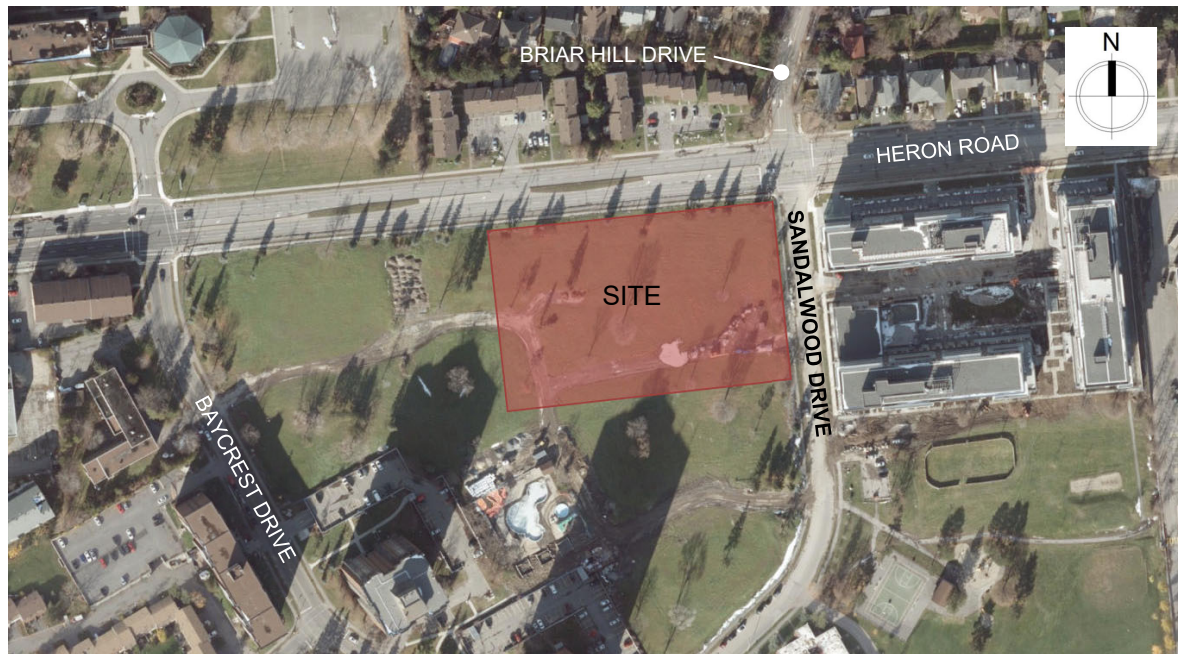 BRIAR HILL DRIVE
N
HERON ROAD
SANDALWOOD DRIVE
SITE
BAYCREST DRIVE